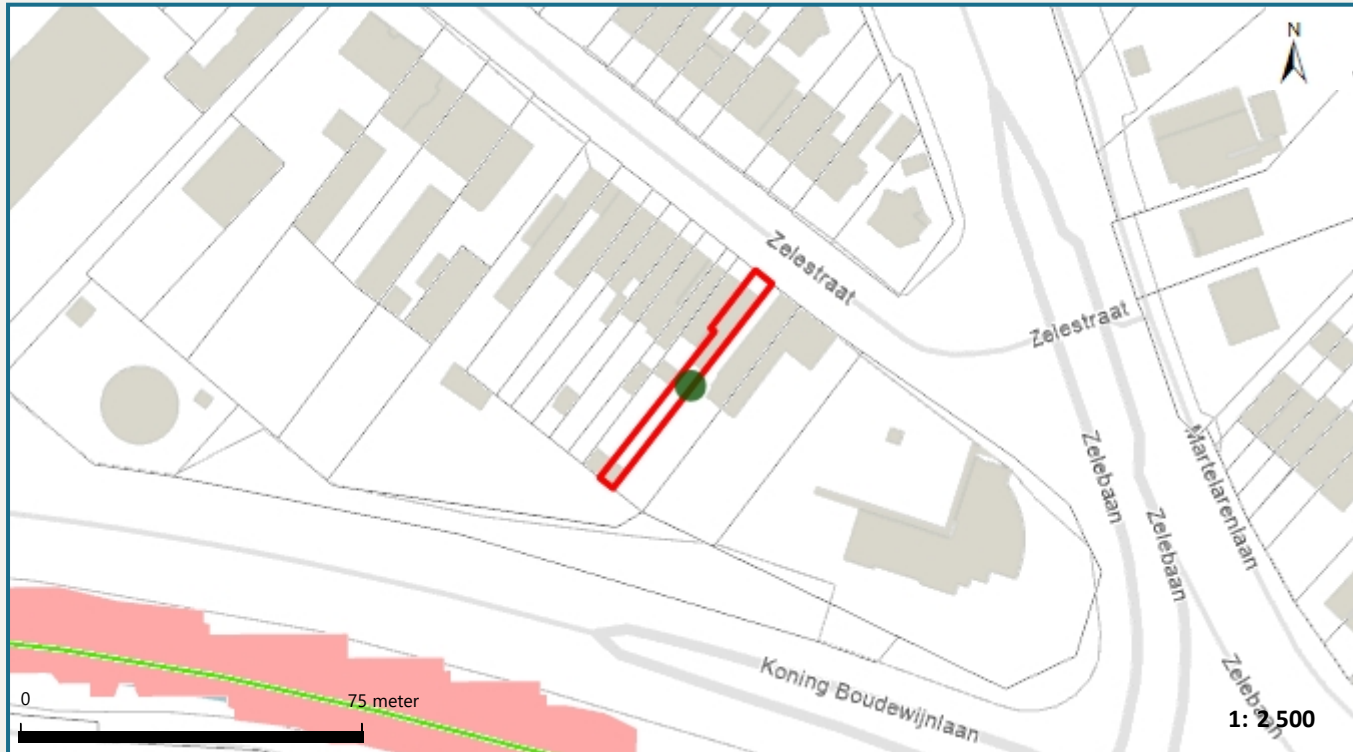 N
Zelestraat
Zelestraat
Zelebaan
Martelarenlaan
Zelebaan
Zelebaan
Koning Boudewijnlaan
0
75 meter
1: 2 500